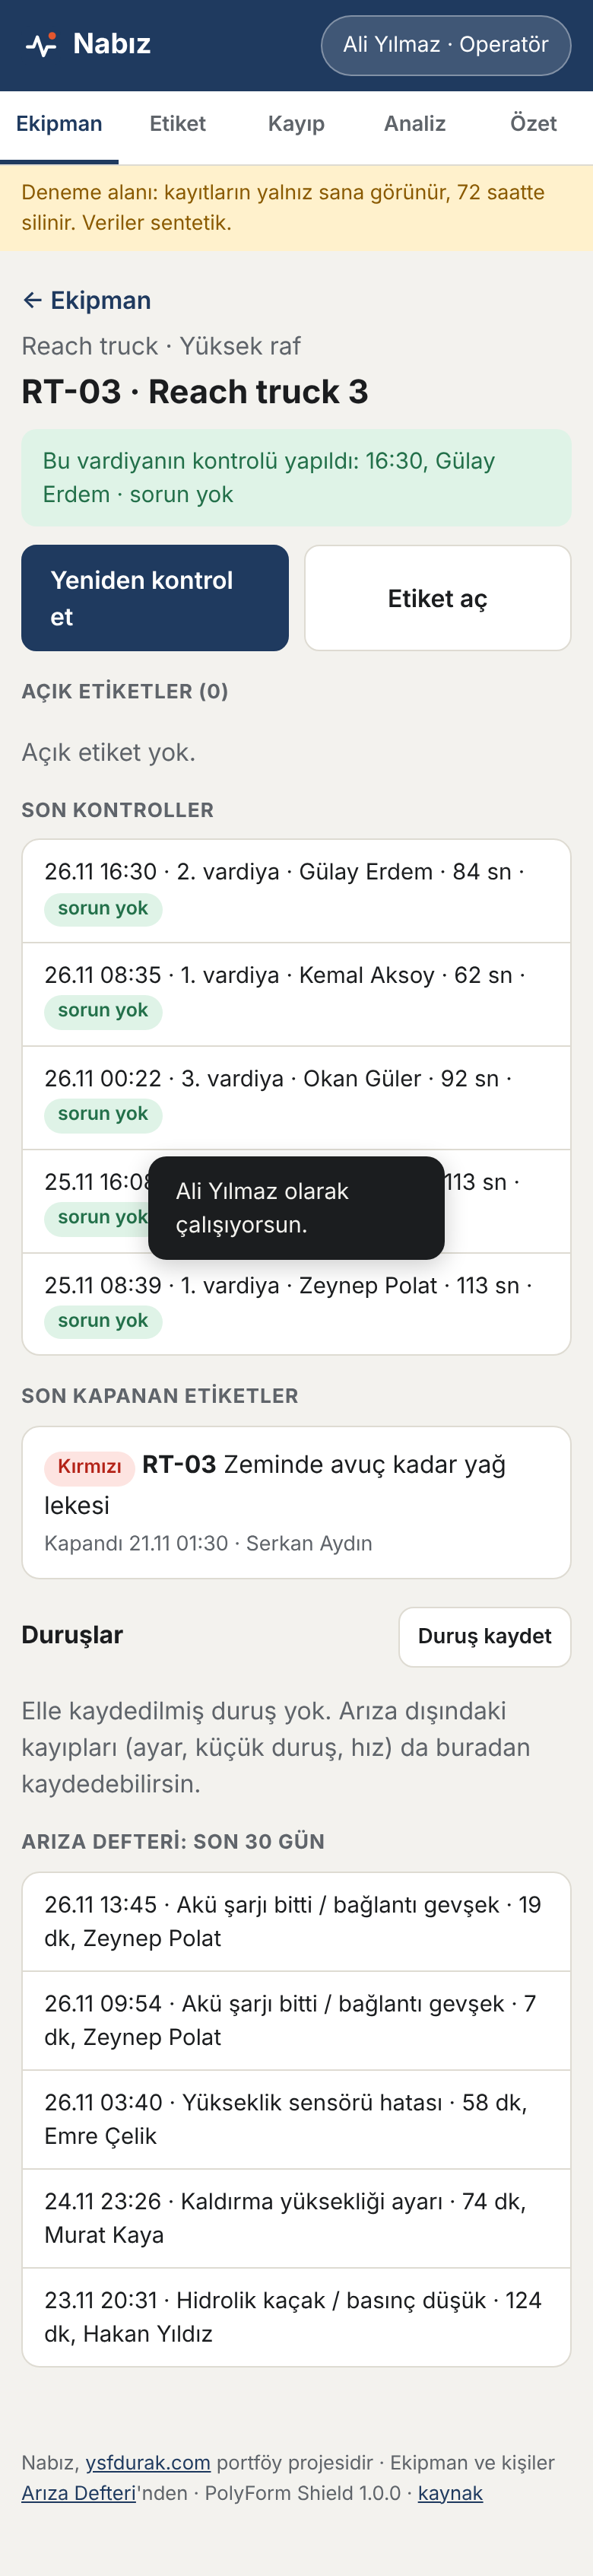 Nabız
Ali Yılmaz · Operatör
Ekipman
Etiket
Kayıp
Analiz
Özet
Deneme alanı: kayıtların yalnız sana görünür, 72 saatte
silinir. Veriler sentetik.
← Ekipman
Reach truck · Yüksek raf
RT-03 · Reach truck 3
Bu vardiyanın kontrolü yapıldı: 16:30, Gülay
Erdem · sorun yok
Yeniden kontrol
et
Etiket aç
AÇIK ETİKETLER (0)
Açık etiket yok.
SON KONTROLLER
26.11 16:30 · 2. vardiya · Gülay Erdem · 84 sn ·
sorun yok
26.11 08:35 · 1. vardiya · Kemal Aksoy · 62 sn ·
sorun yok
26.11 00:22 · 3. vardiya · Okan Güler · 92 sn ·
sorun yok
25.11 16:08 113 sn ·
sorun yok
Ali Yılmaz olarak
çalışıyorsun.
25.11 08:39 · 1. vardiya · Zeynep Polat · 113 sn ·
sorun yok
SON KAPANAN ETİKETLER
Kırmızı RT-03 Zeminde avuç kadar yağ
lekesi
Kapandı 21.11 01:30 · Serkan Aydın
Duruşlar
Duruş kaydet
Elle kaydedilmiş duruş yok. Arıza dışındaki
kayıpları (ayar, küçük duruş, hız) da buradan
kaydedebilirsin.
ARIZA DEFTERİ: SON 30 GÜN
26.11 13:45 · Akü şarjı bitti / bağlantı gevşek · 19
dk, Zeynep Polat
26.11 09:54 · Akü şarjı bitti / bağlantı gevşek · 7
dk, Zeynep Polat
26.11 03:40 · Yükseklik sensörü hatası · 58 dk,
Emre Çelik
24.11 23:26 · Kaldırma yüksekliği ayarı · 74 dk,
Murat Kaya
23.11 20:31 · Hidrolik kaçak / basınç düşük · 124
dk, Hakan Yıldız
Nabız, ysfdurak.com portföy projesidir · Ekipman ve kişiler
Arıza Defteri'nden · PolyForm Shield 1.0.0 · kaynak